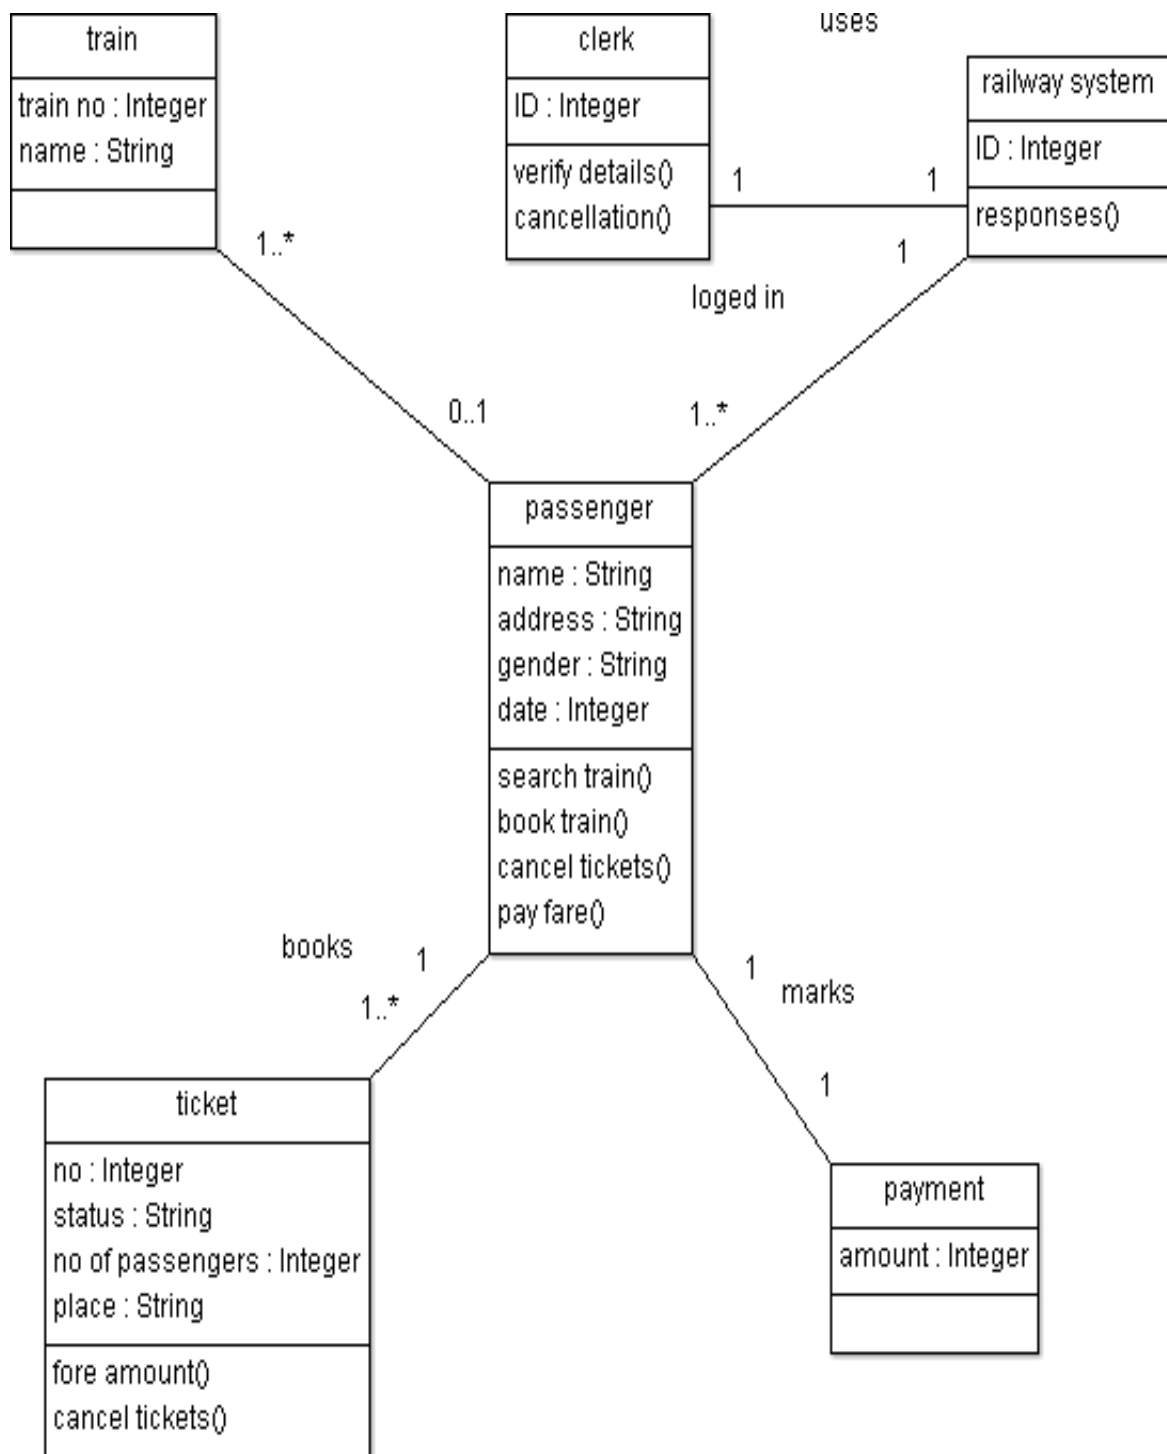 train
train no : Integer
name : String
clerk
ID : Integer
verify details()
cancellation()
uses
railway system
ID : Integer
responses()
1
1
1..*
1
loged in
0..1
1..*
passenger
name : String
address : String
gender : String
date : Integer
search train()
book train()
cancel tickets()
pay fare()
books
1
1..*
1
marks
1
ticket
no : Integer
status : String
no of passengers : Integer
place : String
fore amount()
cancel tickets()
payment
amount : Integer